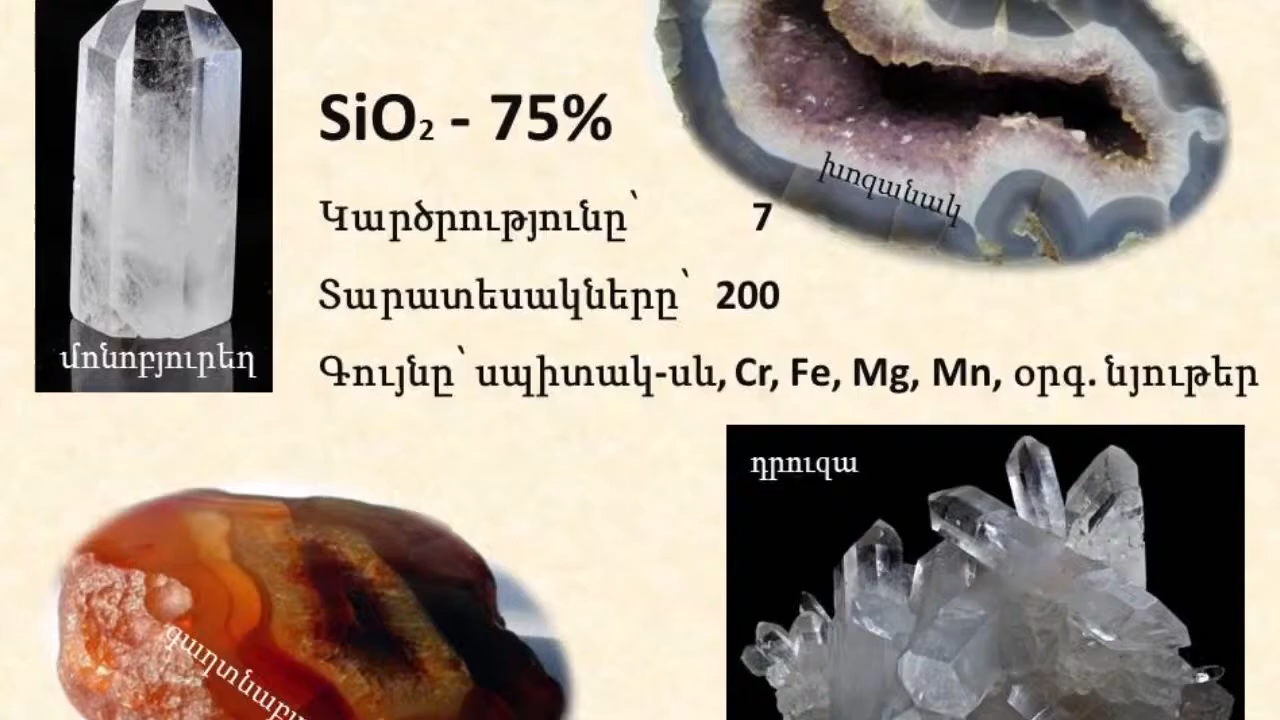 SiO₂ - 75%
խոզանակ
Կարծրությունը՝ 7
Տարատեսակները՝ 200
մոնոբյուրեղ
Գույնը՝ սպիտակ-սև, Cr, Fe, Mg, Mn, օրգ. նյութեր
դրուզա